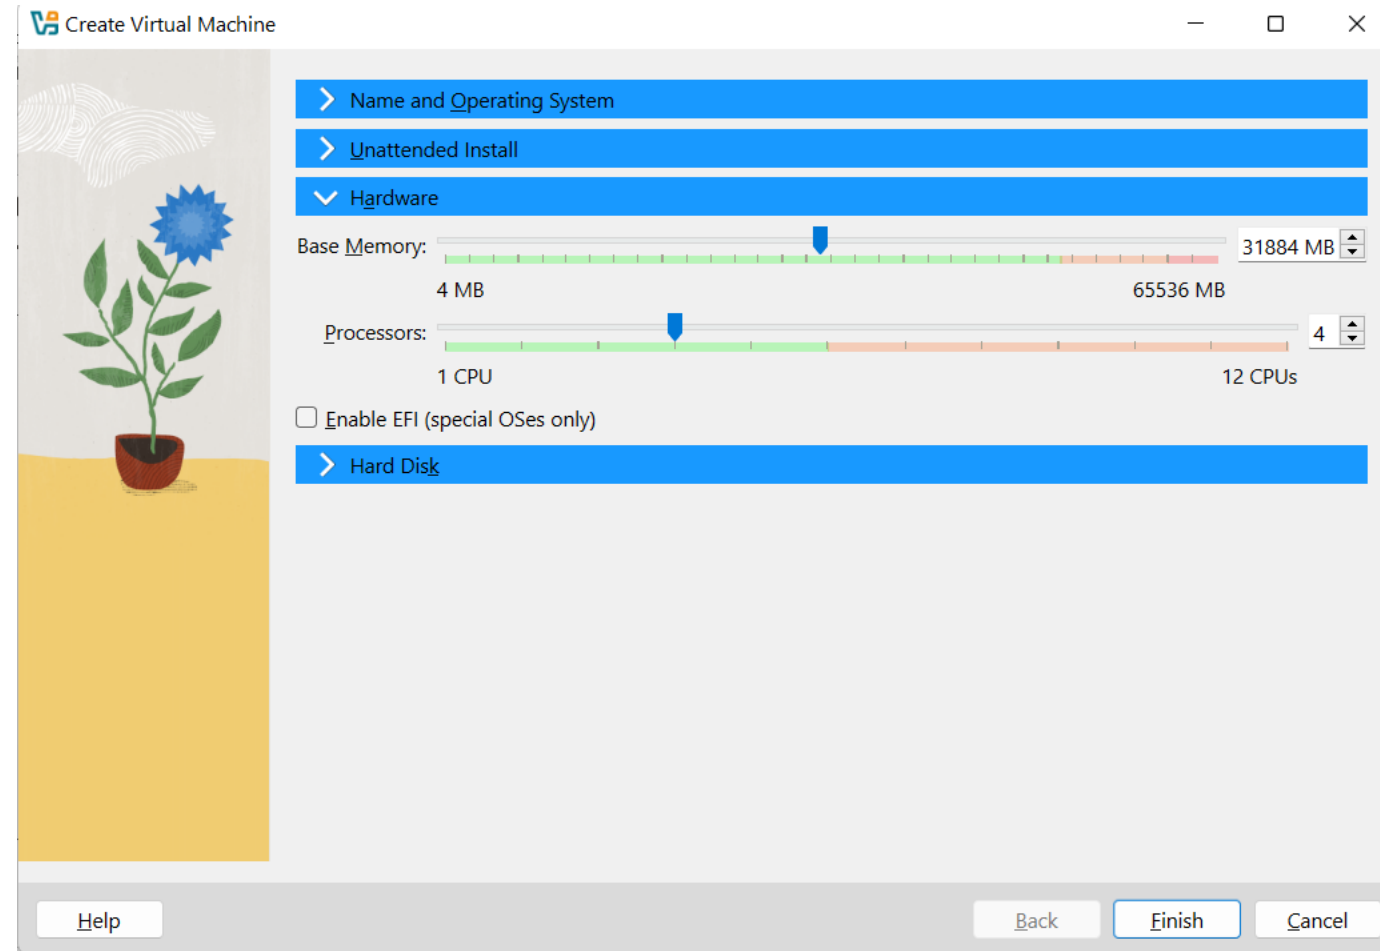 Create Virtual Machine
Name and Operating System
Unattended Install
Hardware
Base Memory: 31884 MB
4 MB 65536 MB
Processors: 4
1 CPU 12 CPUs
Enable EFI (special OSes only)
Hard Disk
Help Back Finish Cancel